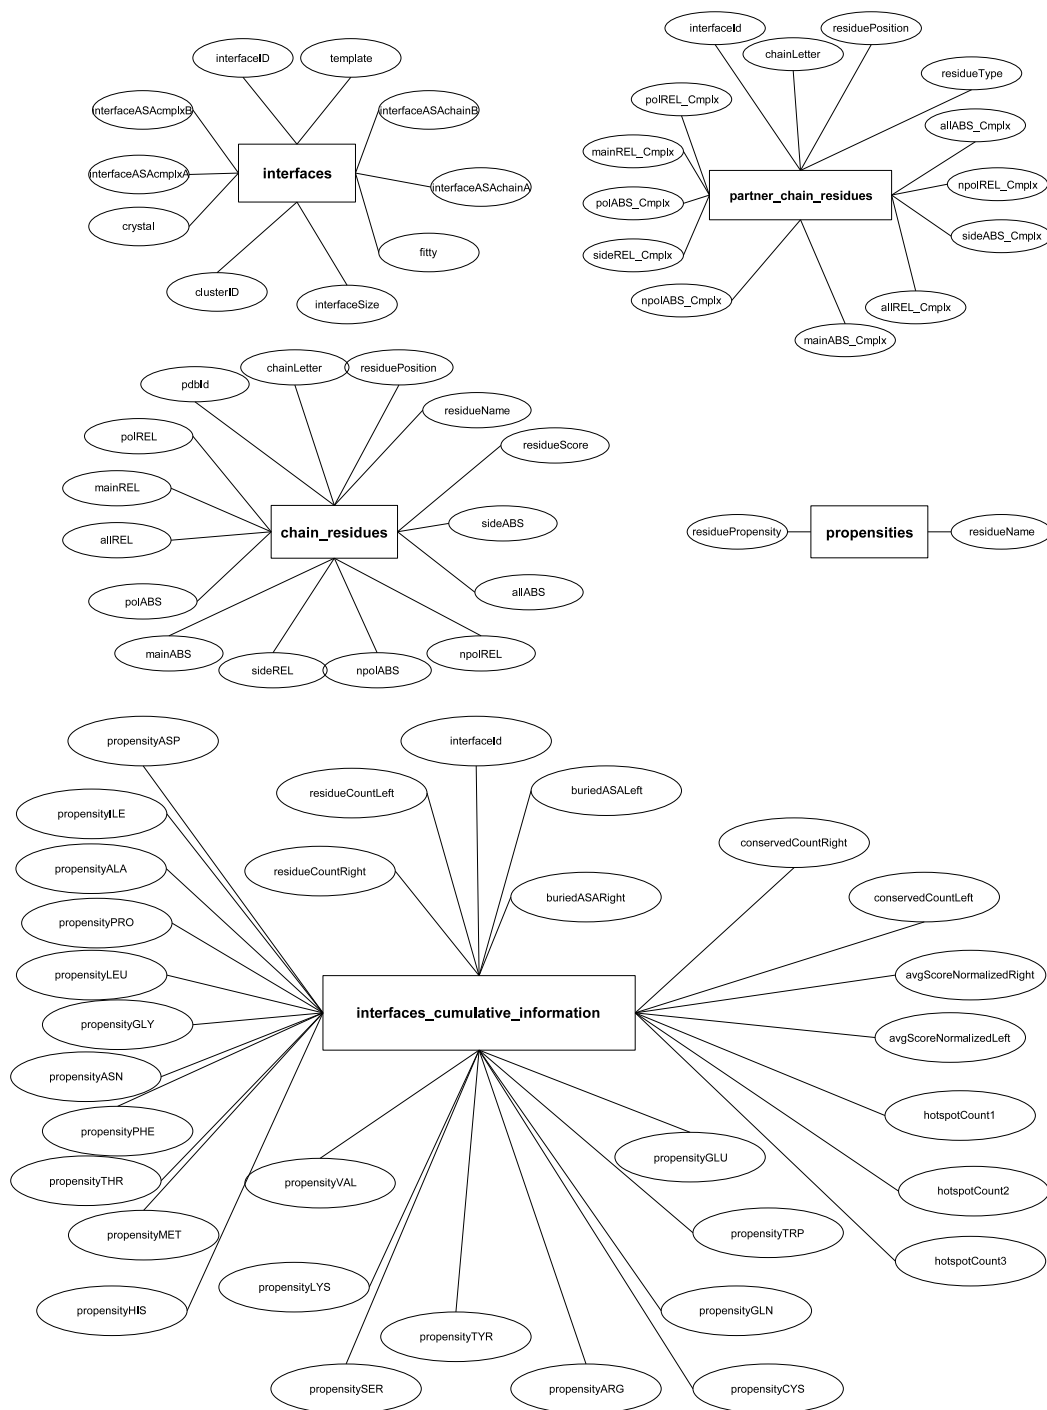 interfaceID
template
interfaceASAcmplxB
interfaceASAchainB
interfaces
interfaceASAcmplxA
interfaceASAchainA
crystal
fitty
clusterID
interfaceSize
interfaceId
residuePosition
chainLetter
residueType
polREL_Cmplx
allABS_Cmplx
mainREL_Cmplx
npolREL_Cmplx
partner_chain_residues
polABS_Cmplx
sideABS_Cmplx
sideREL_Cmplx
npolABS_Cmplx
allREL_Cmplx
mainABS_Cmplx
chainLetter
residuePosition
pdbId
residueName
polREL
residueScore
mainREL
sideABS
chain_residues
allREL
allABS
polABS
mainABS
npolREL
sideREL
npolABS
residuePropensity
propensities
residueName
propensityASP
interfaceId
residueCountLeft
buriedASALeft
propensityILE
conservedCountRight
propensityALA
residueCountRight
buriedASARight
conservedCountLeft
propensityPRO
propensityLEU
avgScoreNormalizedRight
interfaces_cumulative_information
propensityGLY
avgScoreNormalizedLeft
propensityASN
hotspotCount1
propensityPHE
propensityGLU
propensityTHR
propensityVAL
hotspotCount2
propensityMET
propensityTRP
hotspotCount3
propensityLYS
propensityHIS
propensityGLN
propensityTYR
propensitySER
propensityARG
propensityCYS